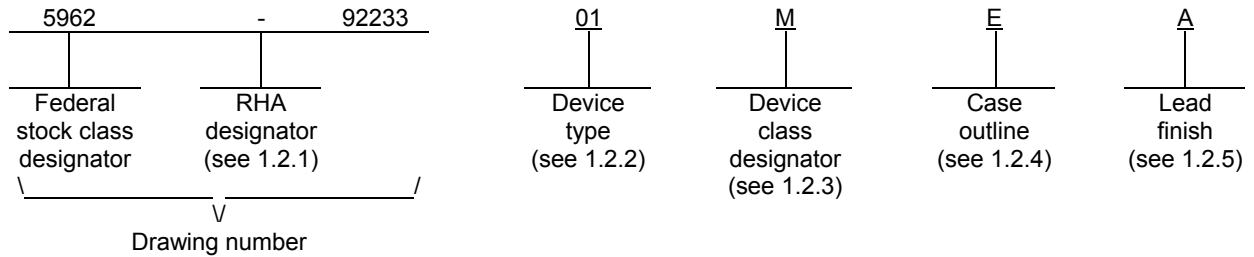 5962 - 92233 01 M E A
Federal stock class designator
RHA designator (see 1.2.1)
Device type (see 1.2.2)
Device class designator (see 1.2.3)
Case outline (see 1.2.4)
Lead finish (see 1.2.5)
\ /
\/
Drawing number